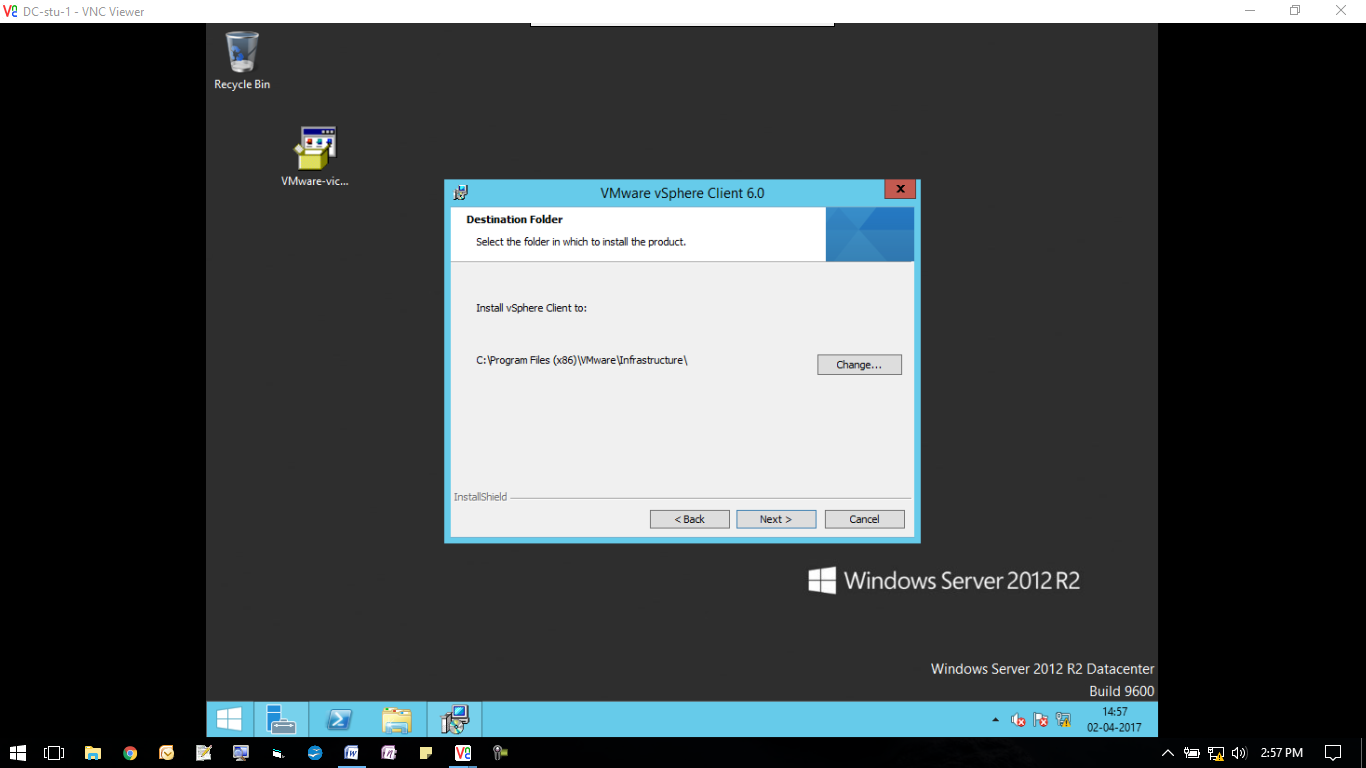 DC-stu-1 - VNC Viewer
Recycle Bin
VMware-vic...
VMware vSphere Client 6.0
Destination Folder
Select the folder in which to install the product.
Install vSphere Client to:
C:\Program Files (x86)\VMware\Infrastructure\
Change...
InstallShield
< Back
Next >
Cancel
Windows Server 2012 R2
Windows Server 2012 R2 Datacenter
Build 9600
14:57
02-04-2017
2:57 PM